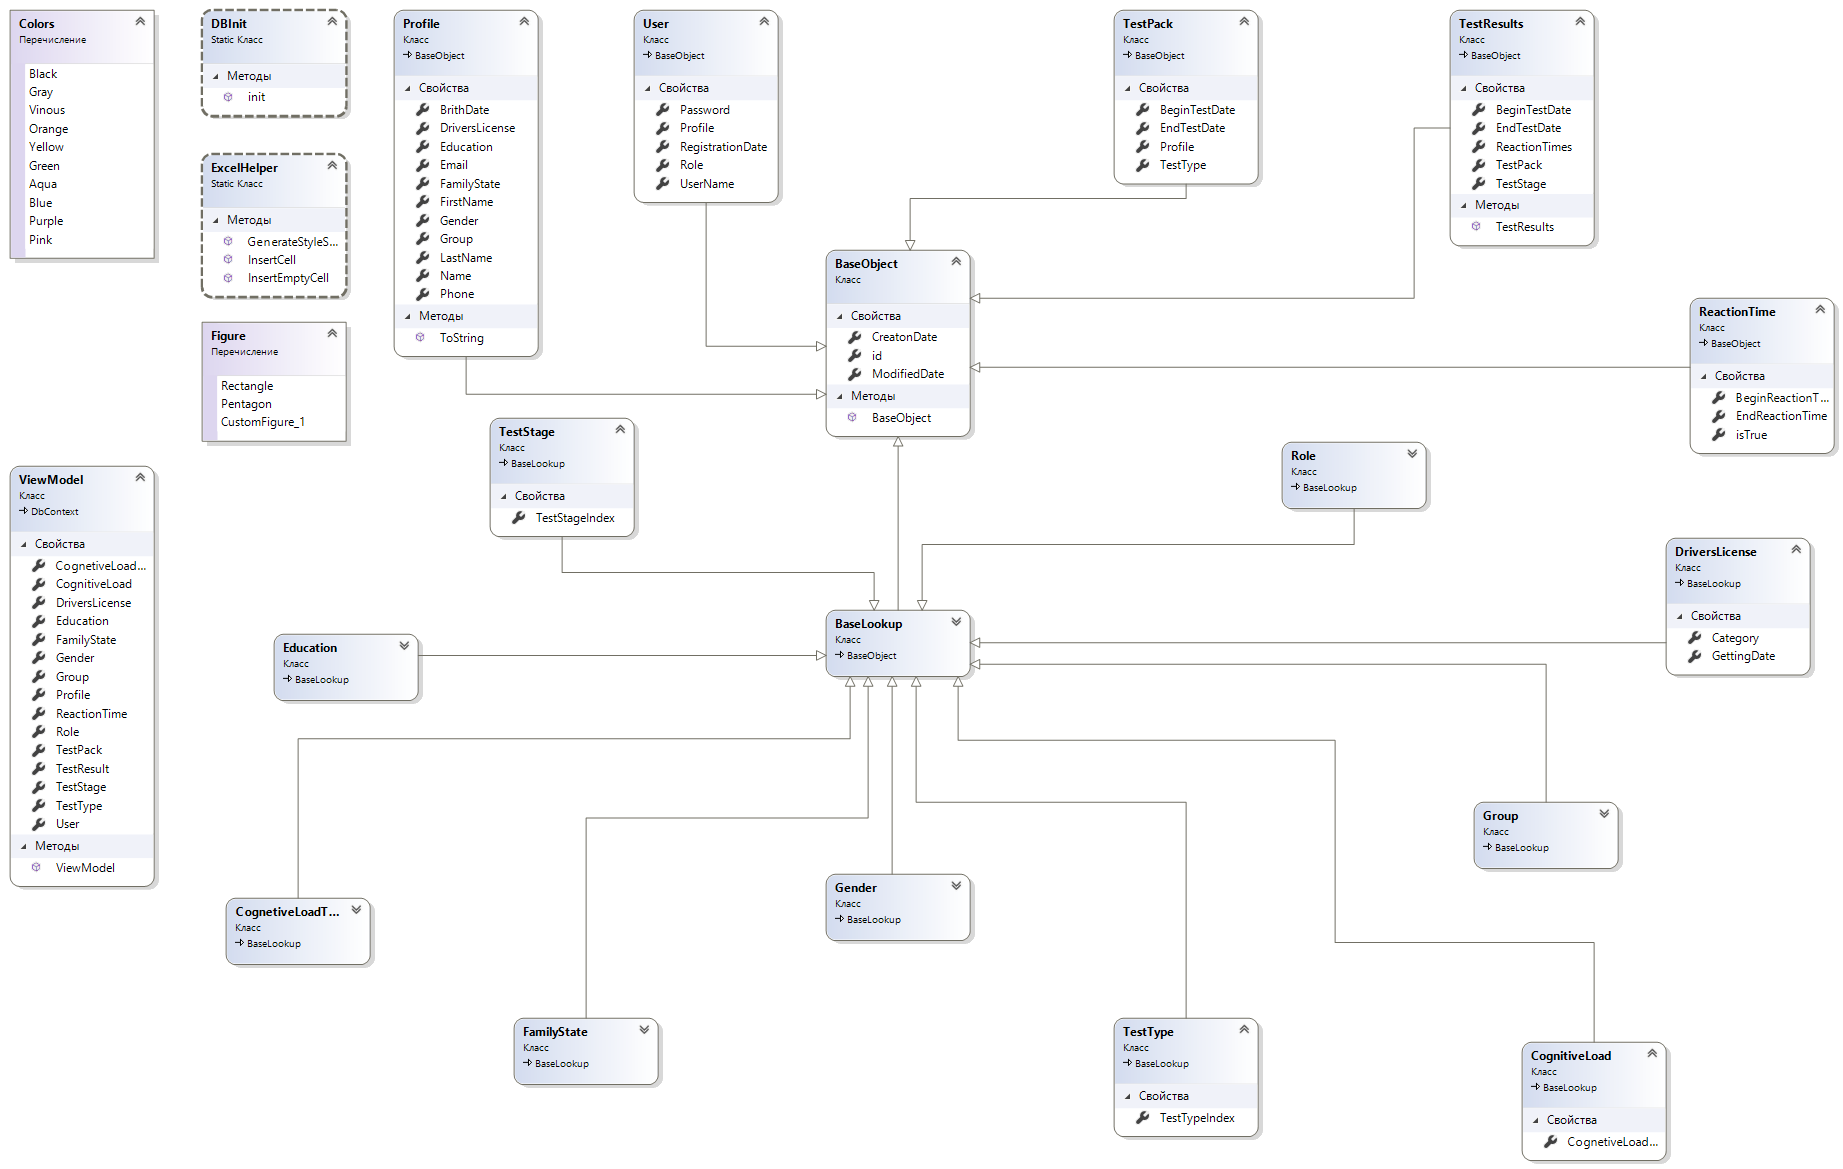 Colors
Перечисление
Black
Gray
Vinous
Orange
Yellow
Green
Aqua
Blue
Purple
Pink
DBInit
Static Класс
Методы
init
ExcelHelper
Static Класс
Методы
GenerateStyleS...
InsertCell
InsertEmptyCell
Figure
Перечисление
Rectangle
Pentagon
CustomFigure_1
Profile
Класс
BaseObject
Свойства
BrithDate
DriversLicense
Education
Email
FamilyState
FirstName
Gender
Group
LastName
Name
Phone
Методы
ToString
User
Класс
BaseObject
Свойства
Password
Profile
RegistrationDate
Role
UserName
TestPack
Класс
BaseObject
Свойства
BeginTestDate
EndTestDate
Profile
TestType
TestResults
Класс
BaseObject
Свойства
BeginTestDate
EndTestDate
ReactionTimes
TestPack
TestStage
Методы
TestResults
BaseObject
Класс
Свойства
CreatonDate
id
ModifiedDate
Методы
BaseObject
ReactionTime
Класс
BaseObject
Свойства
BeginReactionT...
EndReactionTime
isTrue
TestStage
Класс
BaseLookup
Свойства
TestStageIndex
Role
Класс
BaseLookup
ViewModel
Класс
DbContext
Свойства
CognetiveLoad...
CognitiveLoad
DriversLicense
Education
FamilyState
Gender
Group
Profile
ReactionTime
Role
TestPack
TestResult
TestStage
TestType
User
Методы
ViewModel
DriversLicense
Класс
BaseLookup
Свойства
Category
GettingDate
Education
Класс
BaseLookup
BaseLookup
Класс
BaseObject
Group
Класс
BaseLookup
CognetiveLoadT...
Класс
BaseLookup
Gender
Класс
BaseLookup
FamilyState
Класс
BaseLookup
TestType
Класс
BaseLookup
Свойства
TestTypeIndex
CognitiveLoad
Класс
BaseLookup
Свойства
CognetiveLoad...